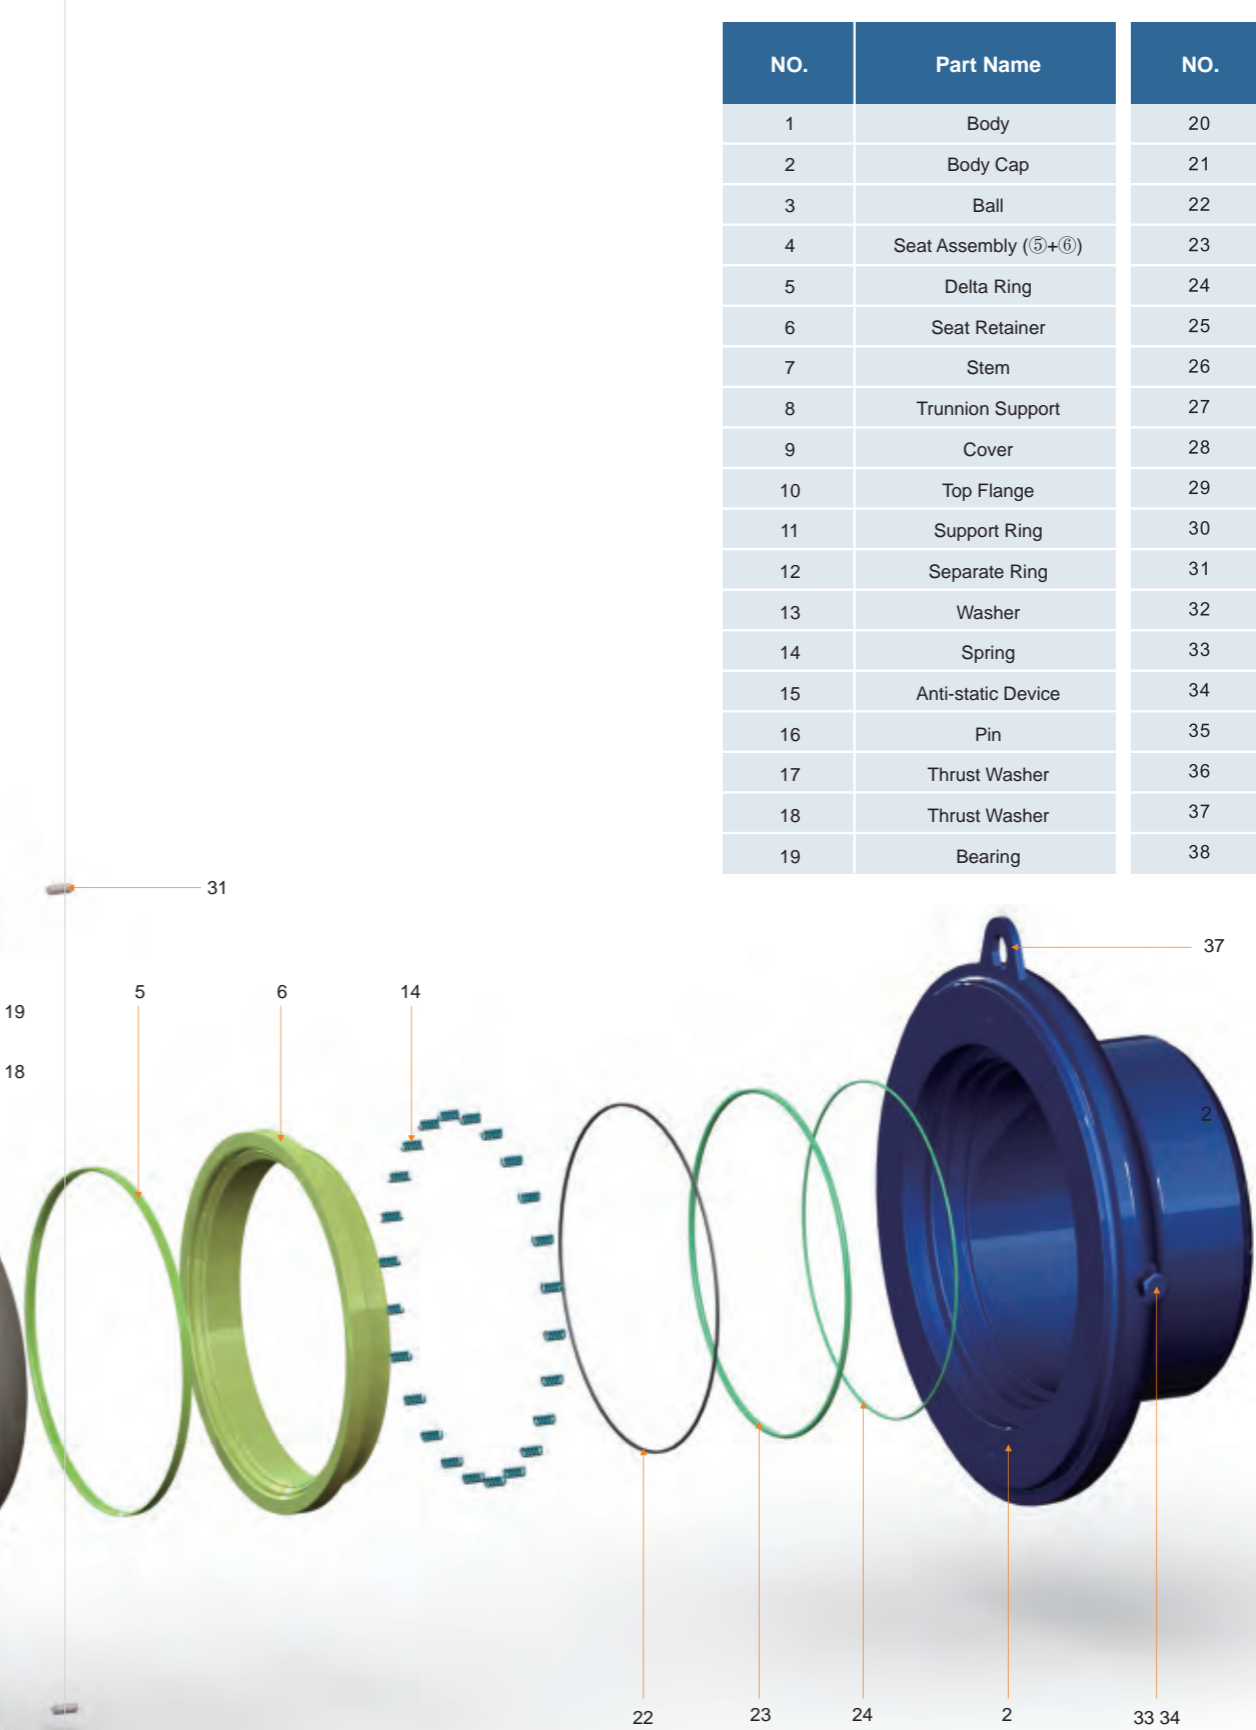 NO. Part Name NO.
1 Body 20
2 Body Cap 21
3 Ball 22
4 Seat Assembly (⑤+⑥) 23
5 Delta Ring 24
6 Seat Retainer 25
7 Stem 26
8 Trunnion Support 27
9 Cover 28
10 Top Flange 29
11 Support Ring 30
12 Separate Ring 31
13 Washer 32
14 Spring 33
15 Anti-static Device 34
16 Pin 35
17 Thrust Washer 36
18 Thrust Washer 37
19 Bearing 38
31
37
5 6 14
19
18
2
22 23 24 2 33 34